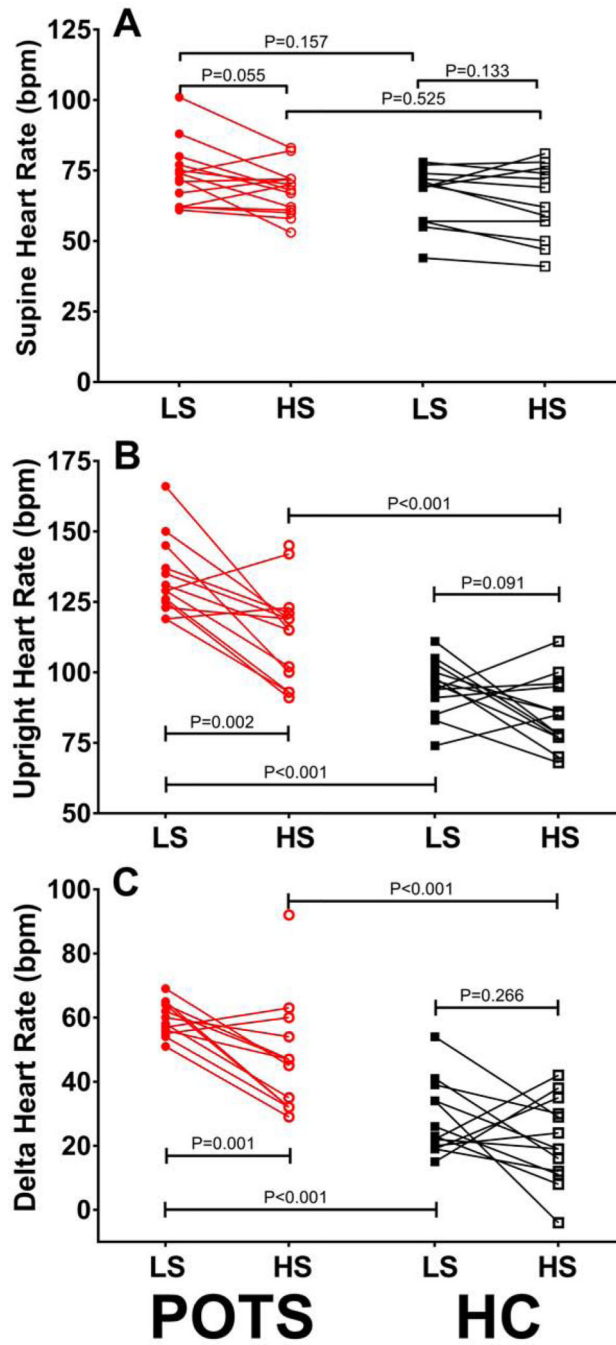 A
Supine Heart Rate (bpm)
125
100
75
50
25
0
P=0.157
P=0.055
P=0.133
P=0.525
LS HS LS HS
B
Upright Heart Rate (bpm)
175
150
125
100
75
50
P<0.001
P=0.091
P=0.002
P<0.001
LS HS LS HS
C
Delta Heart Rate (bpm)
100
80
60
40
20
0
P<0.001
P=0.266
P=0.001
P<0.001
LS HS LS HS
POTS HC